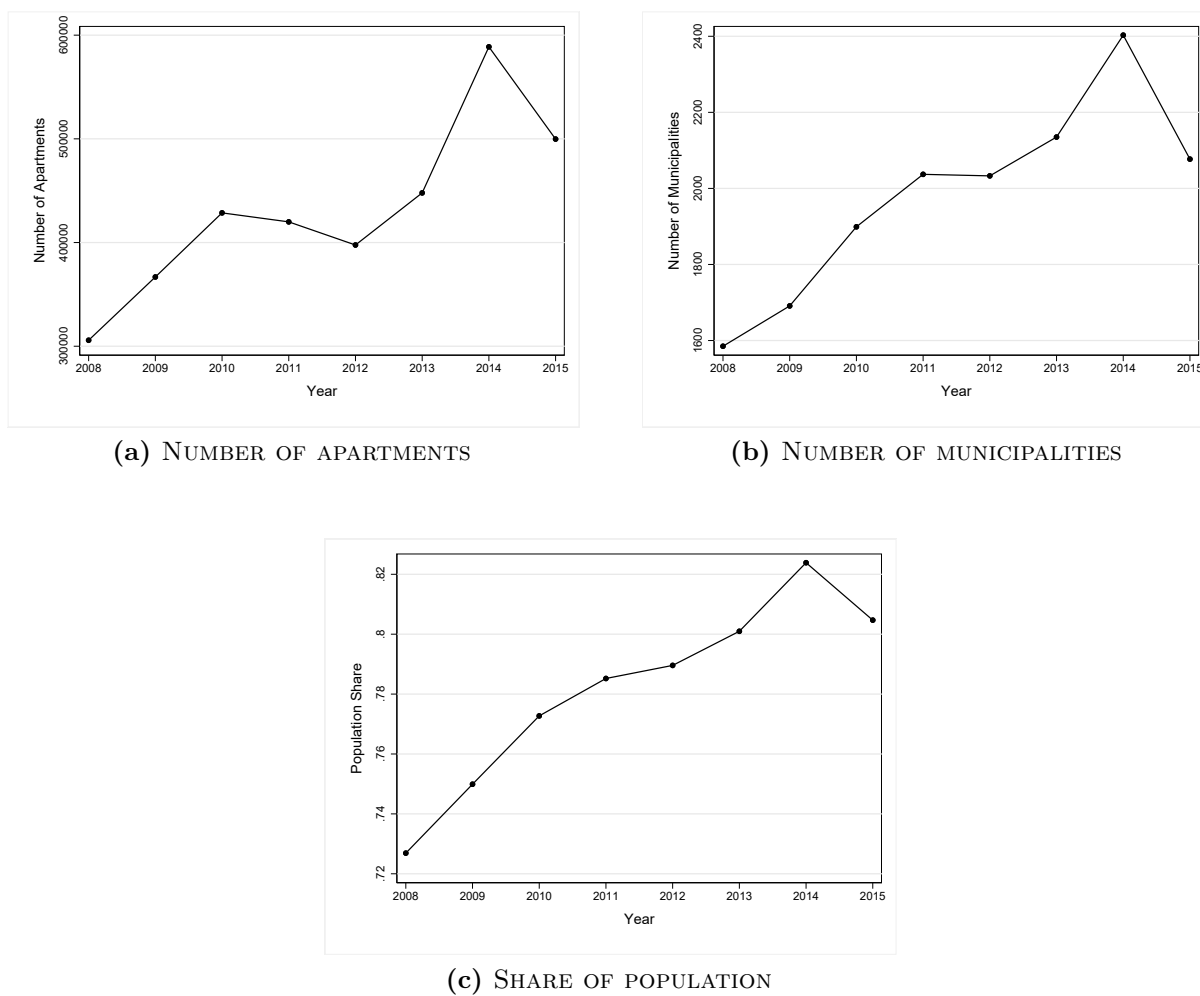 600000
500000
400000
300000
Number of Apartments
2008 2009 2010 2011 2012 2013 2014 2015
Year
(a) NUMBER OF APARTMENTS
2400
2200
2000
1800
1600
Number of Municipalities
2008 2009 2010 2011 2012 2013 2014 2015
Year
(b) NUMBER OF MUNICIPALITIES
.82
.8
.78
.76
.74
.72
Population Share
2008 2009 2010 2011 2012 2013 2014 2015
Year
(c) SHARE OF POPULATION